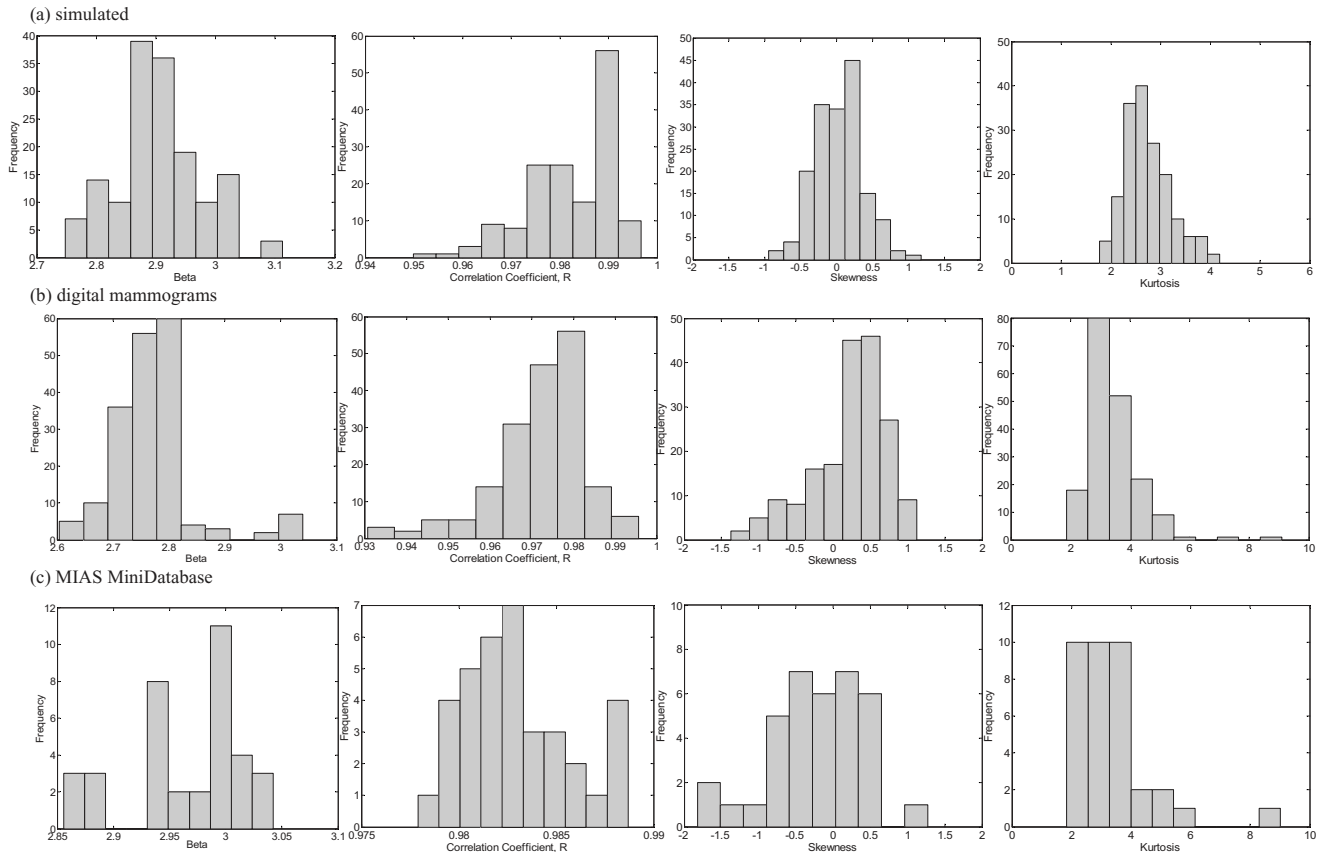 (a) simulated
40
35
30
25
20
15
10
5
0
2.7 2.8 2.9 3 3.1 3.2
Beta
Frequency
60
50
40
30
20
10
0
0.94 0.95 0.96 0.97 0.98 0.99 1
Correlation Coefficient, R
Frequency
50
45
40
35
30
25
20
15
10
5
0
-2 -1.5 -1 -0.5 0 0.5 1 1.5 2
Skewness
Frequency
50
40
30
20
10
0
0 1 2 3 4 5 6
Kurtosis
Frequency
(b) digital mammograms
60
50
40
30
20
10
0
2.6 2.7 2.8 2.9 3 3.1
Beta
Frequency
60
50
40
30
20
10
0
0.93 0.94 0.95 0.96 0.97 0.98 0.99 1
Correlation Coefficient, R
Frequency
50
40
30
20
10
0
-2 -1.5 -1 -0.5 0 0.5 1 1.5 2
Skewness
Frequency
80
70
60
50
40
30
20
10
0
0 2 4 6 8 10
Kurtosis
Frequency
(c) MIAS MiniDatabase
12
10
8
6
4
2
0
2.85 2.9 2.95 3 3.05 3.1
Beta
Frequency
7
6
5
4
3
2
1
0
0.975 0.98 0.985 0.99
Correlation Coefficient, R
Frequency
10
8
6
4
2
0
-2 -1.5 -1 -0.5 0 0.5 1 1.5 2
Skewness
Frequency
12
10
8
6
4
2
0
0 2 4 6 8 10
Kurtosis
Frequency